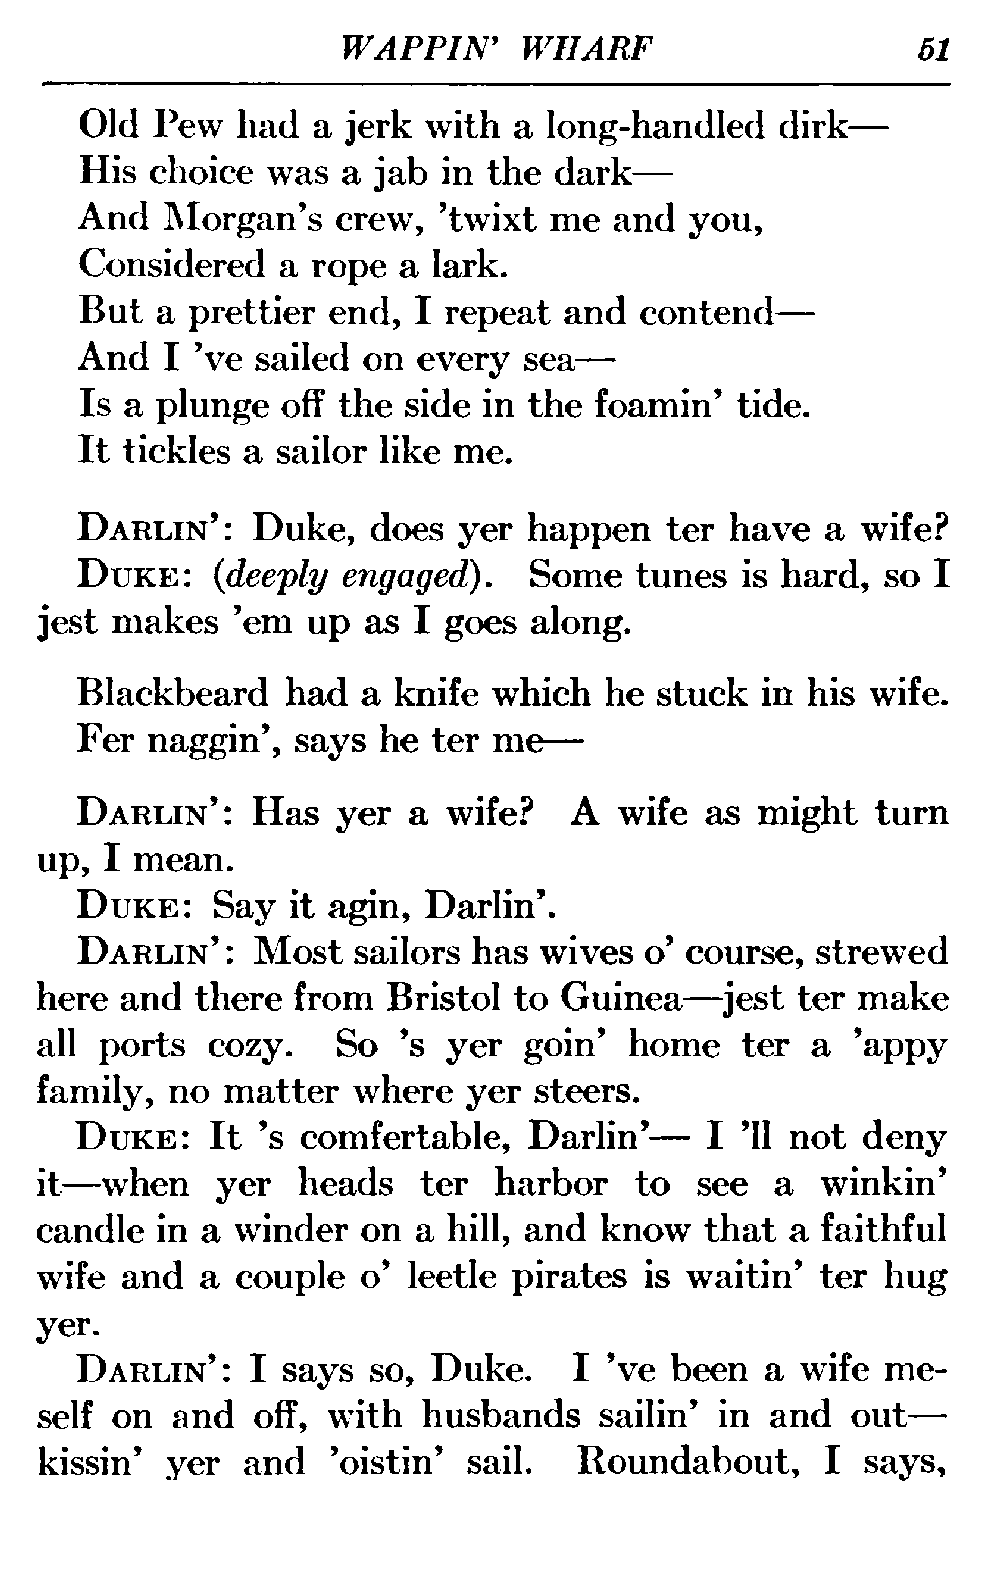 WAPPIN' WHARF 51
Old Pew had a jerk with a long-handled dirk—
His choice was a jab in the dark—
And Morgan's crew, 'twixt me and you,
Considered a rope a lark.
But a prettier end, I repeat and contend—
And I 've sailed on every sea—
Is a plunge off the side in the foamin' tide.
It tickles a sailor like me.
DARLIN': Duke, does yer happen ter have a wife?
DUKE: (deeply engaged). Some tunes is hard, so I
jest makes 'em up as I goes along.
Blackbeard had a knife which he stuck in his wife.
Fer naggin', says he ter me—
DARLIN': Has yer a wife? A wife as might turn
up, I mean.
DUKE: Say it agin, Darlin'.
DARLIN': Most sailors has wives o' course, strewed
here and there from Bristol to Guinea—jest ter make
all ports cozy. So 's yer goin' home ter a 'appy
family, no matter where yer steers.
DUKE: It 's comfertable, Darlin'— I 'll not deny
it—when yer heads ter harbor to see a winkin'
candle in a winder on a hill, and know that a faithful
wife and a couple o' leetle pirates is waitin' ter hug
yer.
DARLIN': I says so, Duke. I 've been a wife me-
self on and off, with husbands sailin' in and out—
kissin' yer and 'oistin' sail. Roundabout, I says,